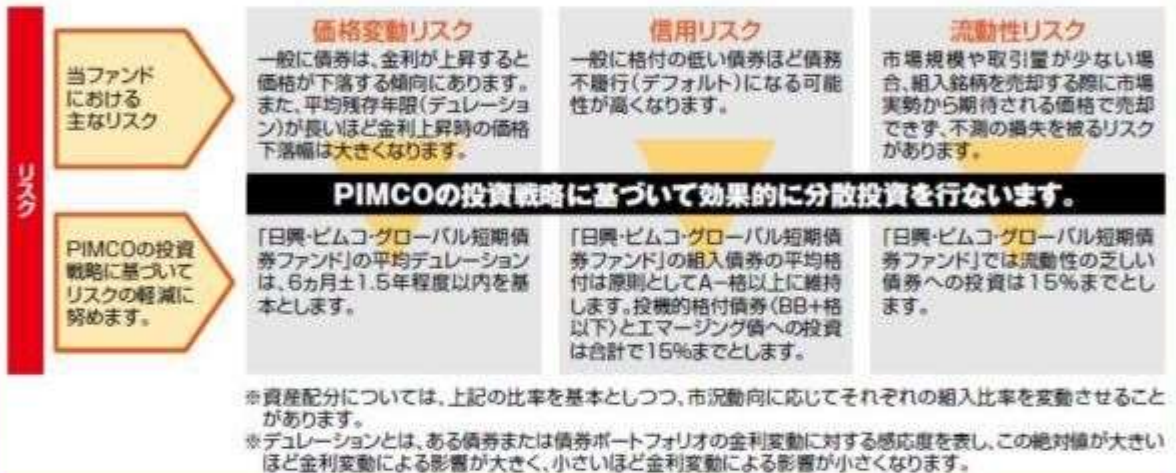 リスク
当ファンド
における
主なリスク
価格変動リスク
一般に債券は、金利が上昇すると
価格が下落する傾向にあります。
また、平均残存年限(デュレーショ
ン)が長いほど金利上昇時の価格
下落幅は大きくなります。
信用リスク
一般に格付の低い債券ほど債務
不履行(デフォルト)になる可能
性が高くなります。
流動性リスク
市場規模や取引量が少ない場
合、組入銘柄を売却する際に市場
実勢から期待される価格で売却
できず、不測の損失を被るリスク
があります。
PIMCOの投資戦略に基づいて効果的に分散投資を行ないます。
PIMCOの投資
戦略に基づいて
リスクの軽減に
努めます。
「日興・ピムコ・グローバル短期債
券ファンド」の平均デュレーション
は、6ヵ月±1.5年程度以内を基
本とします。
「日興・ピムコ・グローバル短期債
券ファンド」の組入債券の平均格
付は原則としてA−格以上に維持
します。投機的格付債券(BB+格
以下)とエマージング債への投資
は合計で15%までとします。
「日興・ピムコ・グローバル短期債
券ファンド」では流動性の乏しい
債券への投資は15%までとし
ます。
※資産配分については、上記の比率を基本としつつ、市況動向に応じてそれぞれの組入比率を変動させること
があります。
※デュレーションとは、ある債券または債券ポートフォリオの金利変動に対する感応度を表し、この絶対値が大きい
ほど金利変動による影響が大きく、小さいほど金利変動による影響が小さくなります。